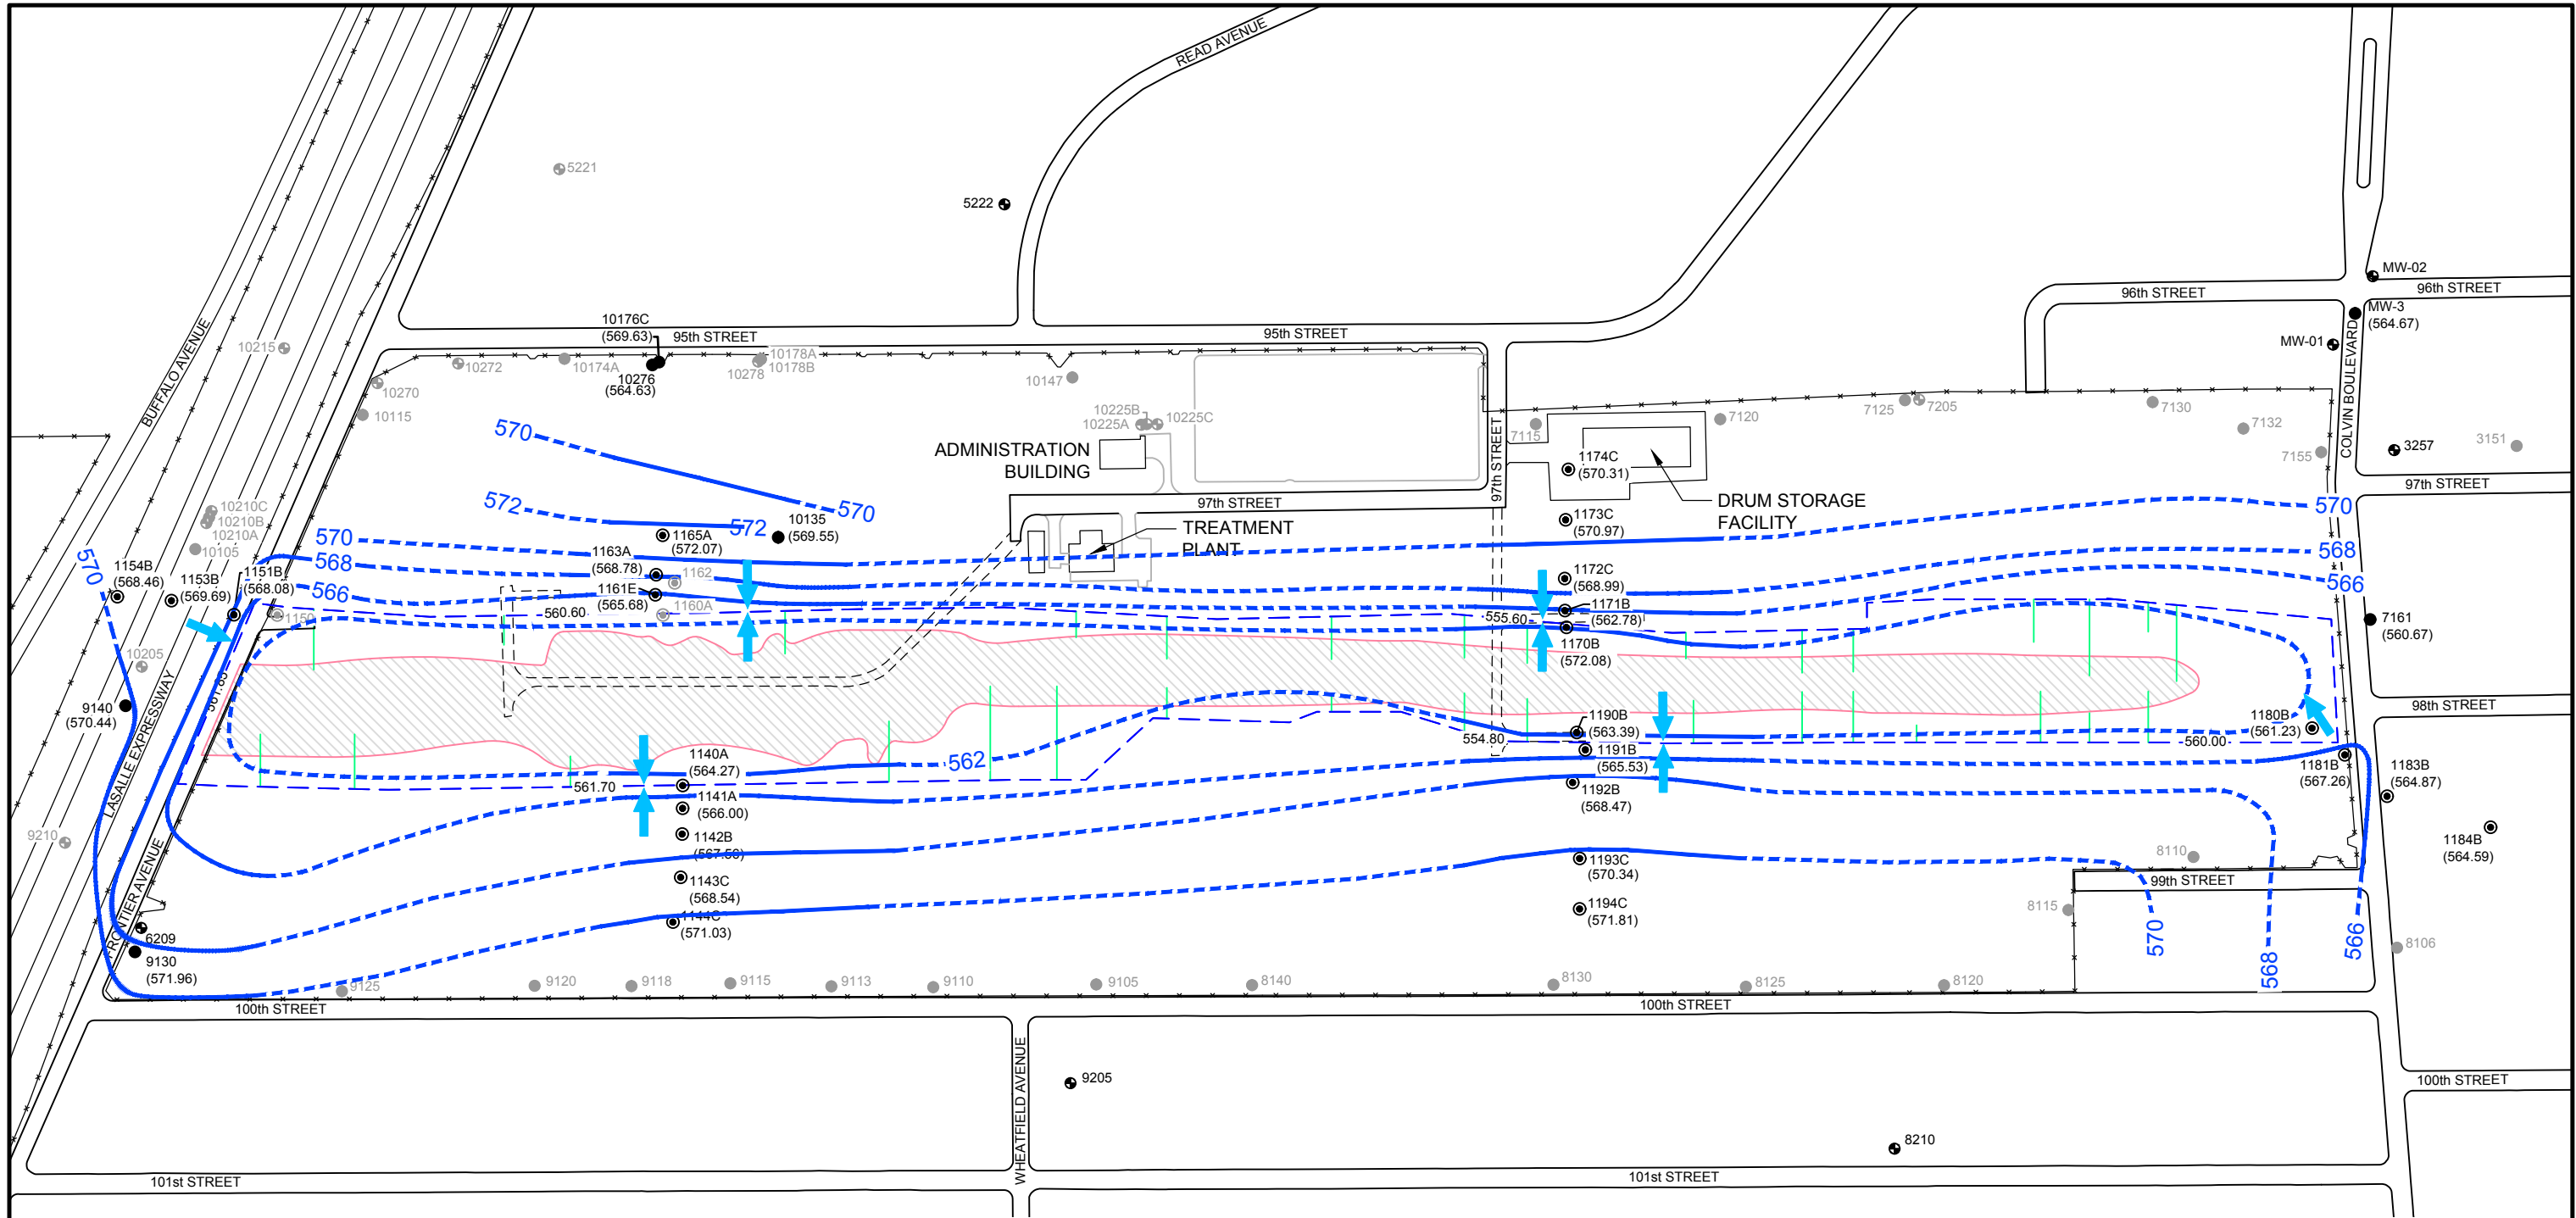 READ AVENUE
5221
5222
MW-02
96th STREET
96th STREET
MW-3
(564.67)
MW-01
10176C
(569.63)
95th STREET
95th STREET
BUFFALO AVENUE
10215
10272
10174A
10276
(564.63)
10278
10178A
10178B
10147
10270
10115
7125
7205
7130
7120
7115
7132
COLVIN BOULEVARD
3257
3151
7155
10225B
10225A
10225C
570
ADMINISTRATION
BUILDING
97th STREET
1174C
(570.31)
97th STREET
572
572
570
97th STREET
DRUM STORAGE
FACILITY
570
10210C
10210B
10210A
10105
10135
(569.55)
1173C
(570.97)
TREATMENT
PLANT
570
1165A
(572.07)
568
1163A
(568.78)
1162
568
570
1154B
(568.46)
1153B
(569.69)
1151B
(568.08)
566
1161E
(565.68)
1172C
(568.99)
566
1160A
560.60
555.60
1171B
(562.78)
7161
(560.67)
1170B
(572.08)
10205
9140
(570.44)
LASALLE EXPRESSWAY
98th STREET
1190B
(563.39)
1180B
(561.23)
554.80
560.00
1191B
(565.53)
1181B
(567.26)
1183B
(564.87)
1140A
(564.27)
562
561.70
1141A
(566.00)
1192B
(568.47)
9210
1142B
1184B
(564.59)
8110
1193C
(570.34)
1143C
(568.54)
99th STREET
1194C
(571.81)
8115
1144C
(571.03)
FRONTIER AVENUE
6209
9130
(571.96)
570
568
566
8106
9125
9120
9118
9115
9113
9110
9105
8140
8130
8125
8120
100th STREET
100th STREET
WHEATFIELD AVENUE
9205
100th STREET
8210
101st STREET
101st STREET